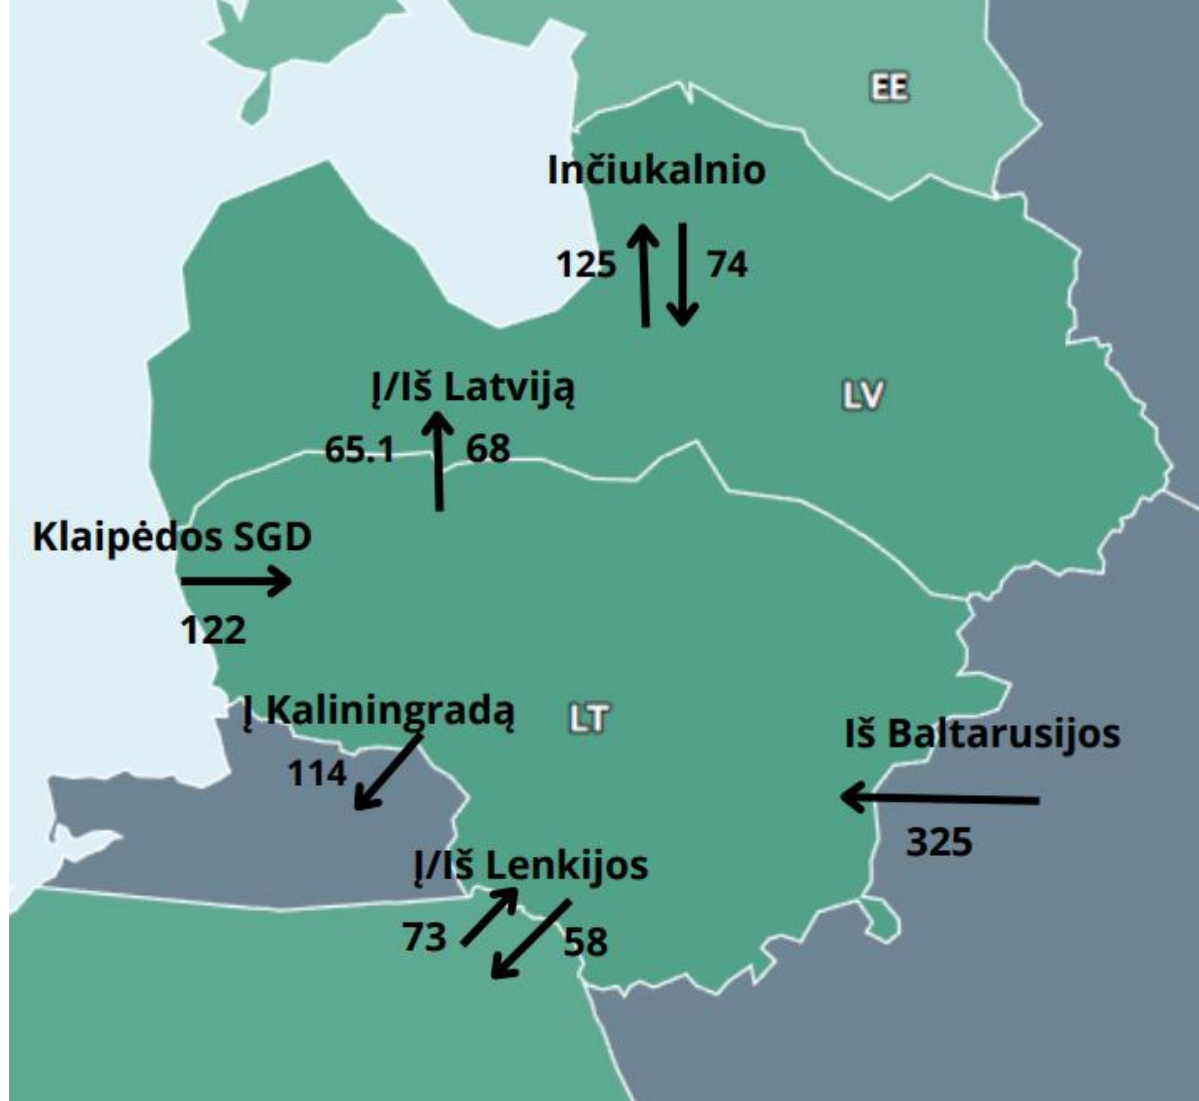 EE
Inčiukalnio
125
74
Į/Iš Latviją
LV
65.1
68
Klaipėdos SGD
122
Į Kaliningradą
LT
Iš Baltarusijos
114
325
Į/Iš Lenkijos
73
58